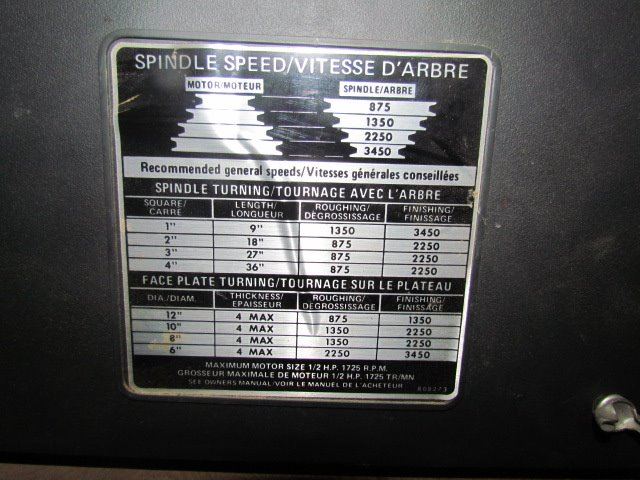 SPINDLE SPEED/VITESSE D'ARBRE
MOTOR/MOTEUR SPINDLE/ARBRE
875
1350
2250
3450
Recommended general speeds/Vitesses générales conseillées
SPINDLE TURNING/TOURNAGE AVEC L'ARBRE
SQUARE/ LENGTH/ ROUGHING/ FINISHING/
CARRE LONGUEUR DÉGROSSISSAGE FINISSAGE
1" 9" 1350 3450
2" 18" 875 2250
3" 27" 875 2250
4" 36" 875 2250
FACE PLATE TURNING/TOURNAGE SUR LE PLATEAU
DIA./DIAM. THICKNESS/ ROUGHING/ FINISHING/
EPAISSEUR DÉGROSSISSAGE FINISSAGE
12" 4 MAX 875 1350
10" 4 MAX 1350 2250
8" 4 MAX 1350 2250
6" 4 MAX 2250 3450
MAXIMUM MOTOR SIZE 1/2 H.P. 1725 R.P.M.
GROSSEUR MAXIMALE DE MOTEUR 1/2 H.P. 1725 TR/MN
SEE OWNERS MANUAL/VOIR LE MANUEL DE L'ACHETEUR